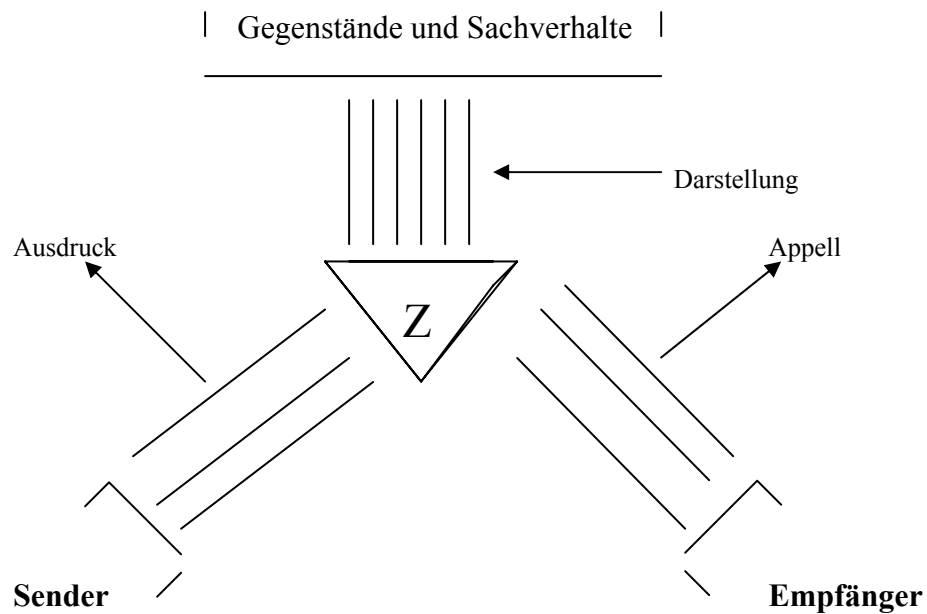 Gegenstände und Sachverhalte
Darstellung
Ausdruck
Appell
Z
Sender
Empfänger